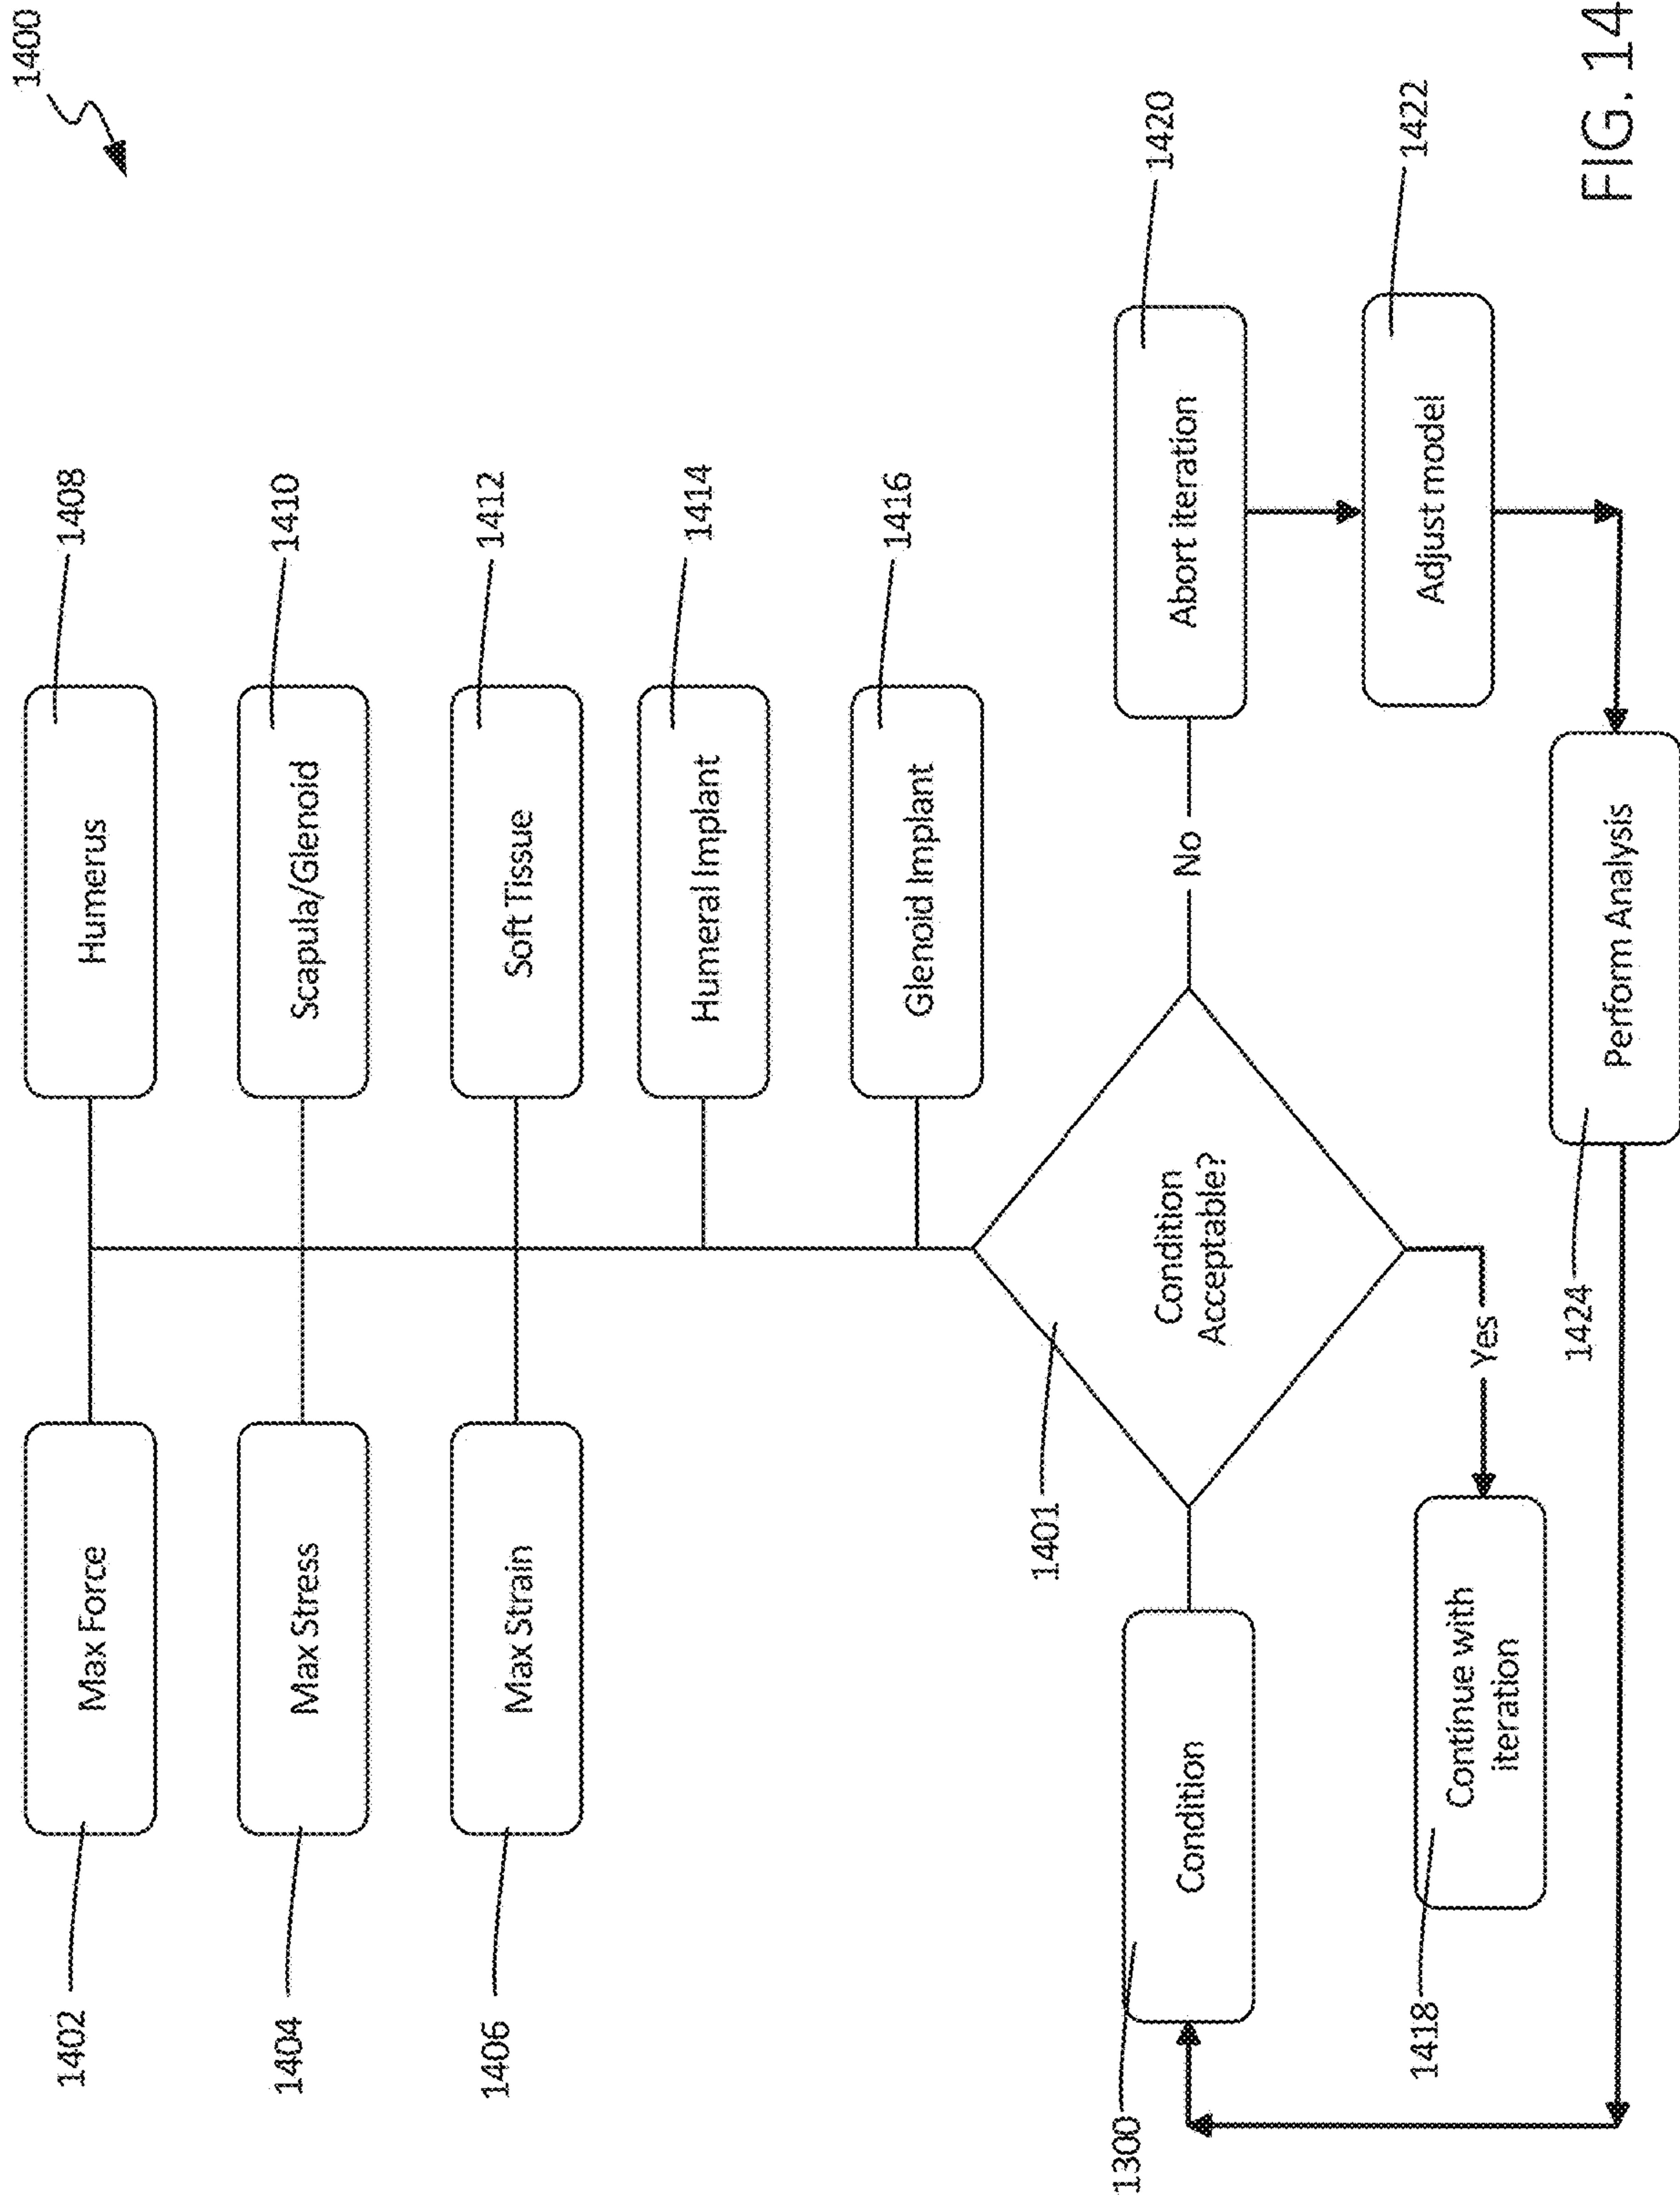 1400
Max Force
1402
Humerus
1408
Max Stress
1404
Scapula/Glenoid
1410
Max Strain
1406
Soft Tissue
1412
Humeral Implant
1414
Glenoid Implant
1416
1401
Condition
Acceptable?
1300
Condition
No
Abort iteration
1420
Yes
1418
Continue with
iteration
Adjust model
1422
1424
Perform Analysis
FIG. 14